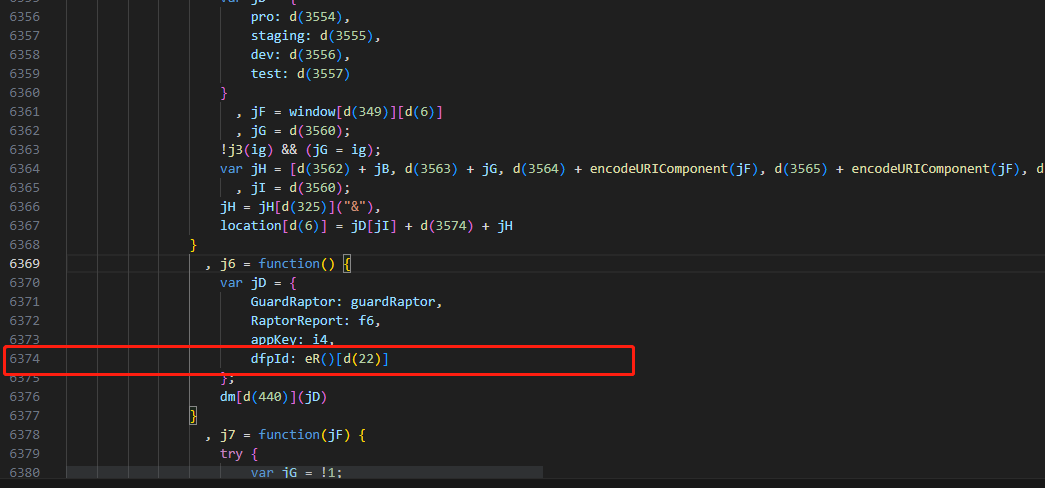 6356 pro: d(3554),
6357 staging: d(3555),
6358 dev: d(3556),
6359 test: d(3557)
6360 }
6361 , jF = window[d(349)][d(6)]
6362 , jG = d(3560);
6363 !j3(ig) && (jG = ig);
6364 var jH = [d(3562) + jB, d(3563) + jG, d(3564) + encodeURIComponent(jF), d(3565) + encodeURIComponent(jF), d
6365 , jI = d(3560);
6366 jH = jH[d(325)]("&"),
6367 location[d(6)] = jD[jI] + d(3574) + jH
6368 }
6369 , j6 = function() {
6370 var jD = {
6371 GuardRaptor: guardRaptor,
6372 RaptorReport: f6,
6373 appKey: i4,
6374 dfpId: eR()[d(22)]
6375 };
6376 dm[d(440)](jD)
6377 }
6378 , j7 = function(jF) {
6379 try {
6380 var jG = !1;